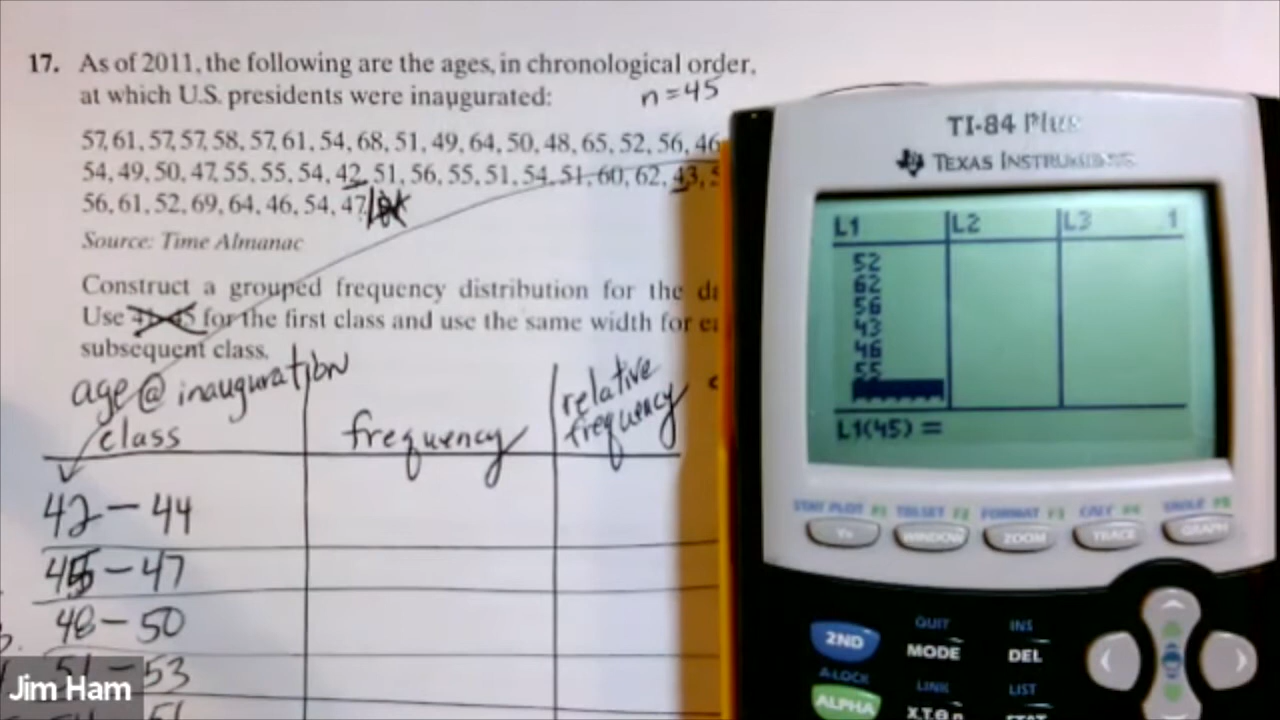 17. As of 2011, the following are the ages, in chronological order,
at which U.S. presidents were inaugurated:
n=45
57, 61, 57, 57, 58, 57, 61, 54, 68, 51, 49, 64, 50, 48, 65, 52, 56, 46
54, 49, 50, 47, 55, 55, 54, 42, 51, 56, 55, 51, 54, 51, 60, 62, 43,
56, 61, 52, 69, 64, 46, 54, 47
Source: Time Almanac
Construct a grouped frequency distribution for the
Use 41–45 for the first class and use the same width for
subsequent class.
age @ inauguration
class
frequency
relative
frequency
42 – 44
45 – 47
48 – 50
51 – 53
Jim Ham
TI-84 Plus
TEXAS INSTRUMENTS
L1 L2 L3 1
52
62
56
43
46
55
L1(45) =
STAT PLOT F1 TBLSET F2 FORMAT F3 CALC F4 TABLE F5
Y= WINDOW ZOOM TRACE GRAPH
QUIT INS
2ND MODE DEL
A-LOCK LINK LIST
ALPHA X,T,Θ,n STAT